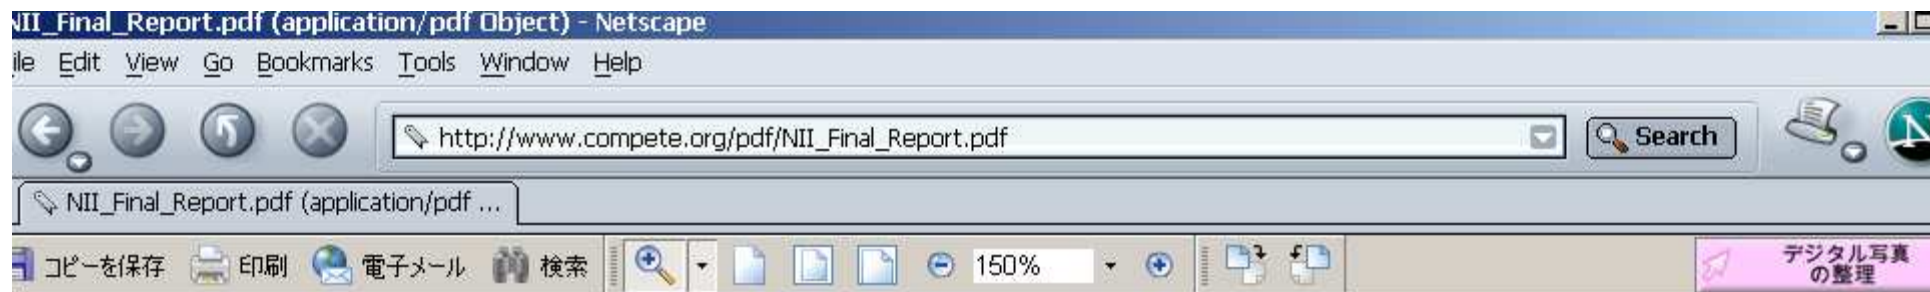 NII_Final_Report.pdf (application/pdf Object) - Netscape
ile Edit View Go Bookmarks Tools Window Help
http://www.compete.org/pdf/NII_Final_Report.pdf Search
NII_Final_Report.pdf (application/pdf ...
コピーを保存 印刷 電子メール 検索 150% デジタル写真
の整理